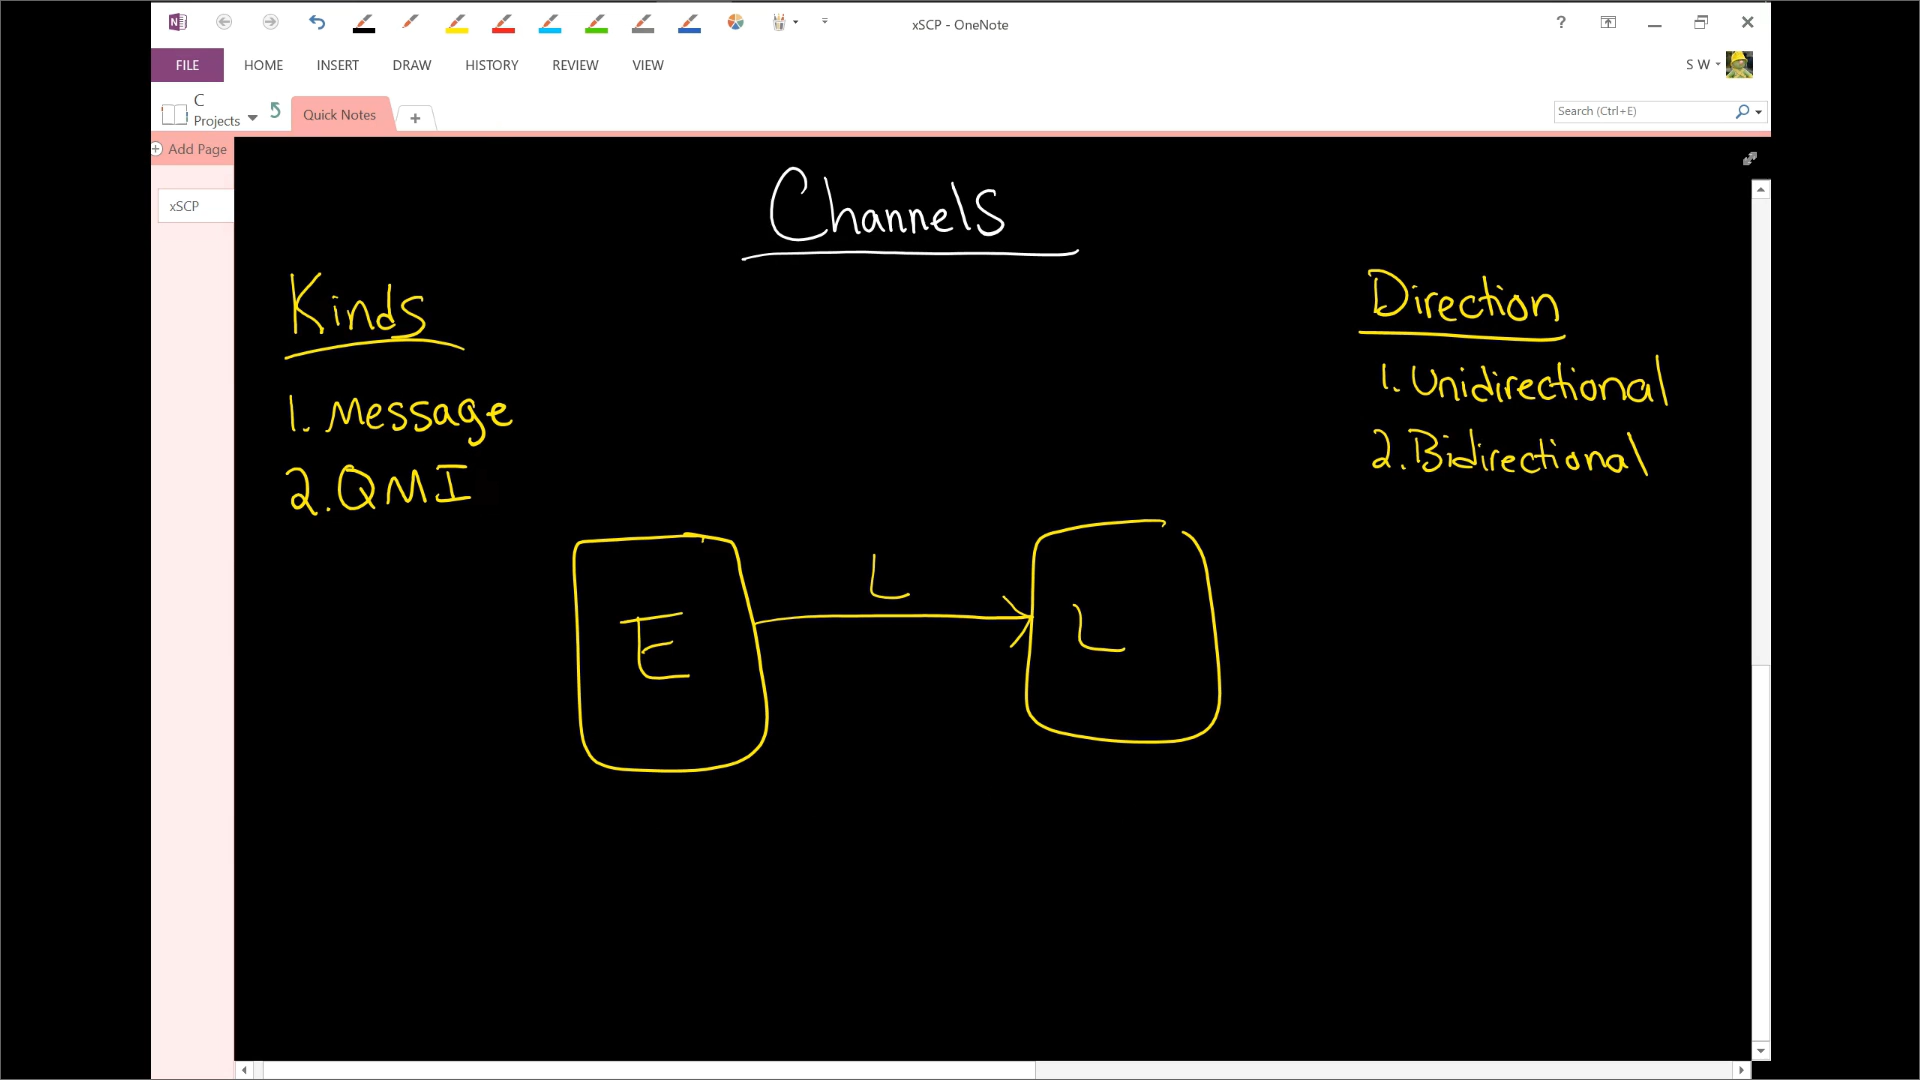 xSCP - OneNote
?
FILE HOME INSERT DRAW HISTORY REVIEW VIEW
S W
C
Projects
Quick Notes
+
Search (Ctrl+E)
Add Page
xSCP
Channels
Kinds
1. Message
2. QMI
Direction
1. Unidirectional
2. Bidirectional
E
L
L